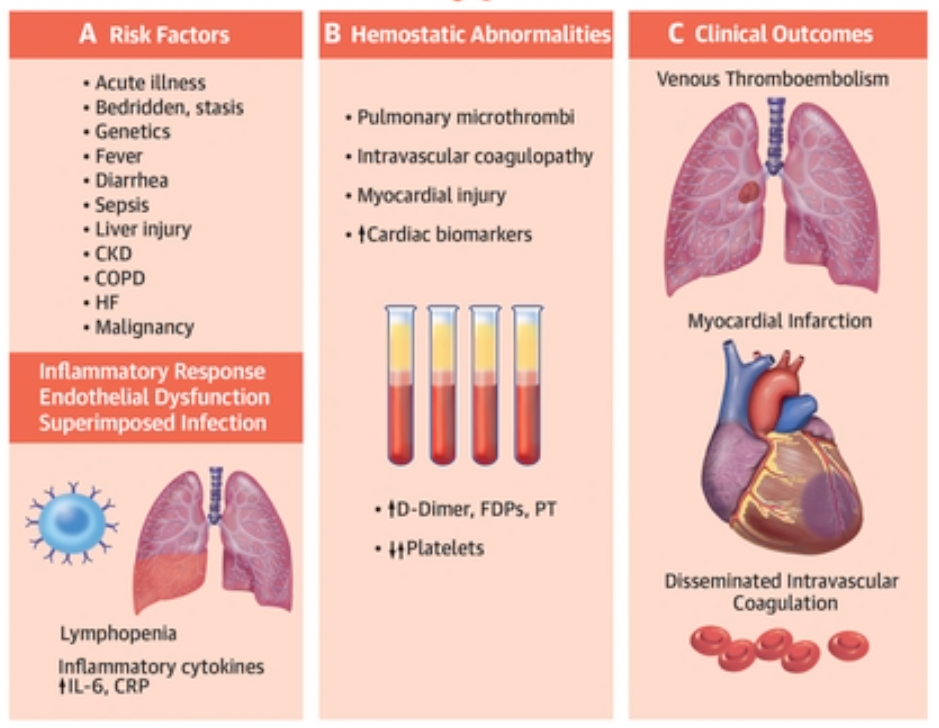 A Risk Factors
• Acute illness
• Bedridden, stasis
• Genetics
• Fever
• Diarrhea
• Sepsis
• Liver injury
• CKD
• COPD
• HF
• Malignancy
Inflammatory Response
Endothelial Dysfunction
Superimposed Infection
Lymphopenia
Inflammatory cytokines
↑IL-6, CRP
B Hemostatic Abnormalities
• Pulmonary microthrombi
• Intravascular coagulopathy
• Myocardial injury
• ↑Cardiac biomarkers
• ↑D-Dimer, FDPs, PT
• ↓↑Platelets
C Clinical Outcomes
Venous Thromboembolism
Myocardial Infarction
Disseminated Intravascular
Coagulation